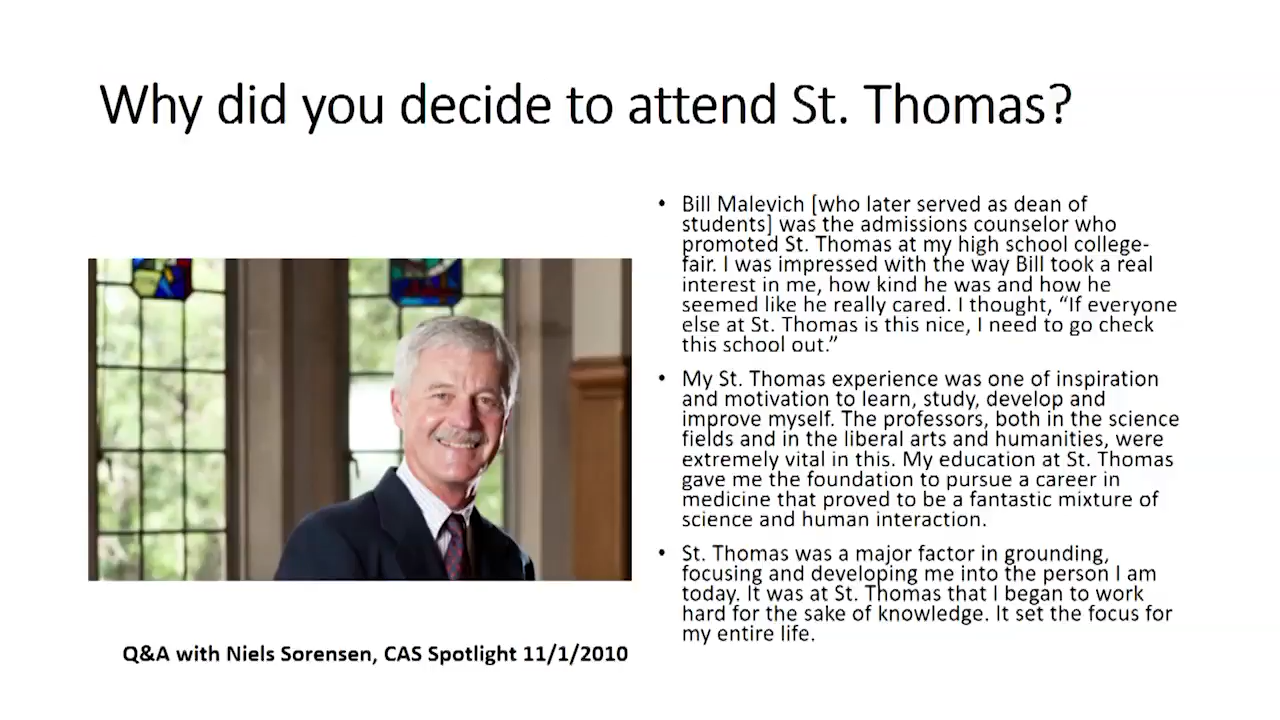 Why did you decide to attend St. Thomas?
• Bill Malevich [who later served as dean of
students] was the admissions counselor who
promoted St. Thomas at my high school college-
fair. I was impressed with the way Bill took a real
interest in me, how kind he was and how he
seemed like he really cared. I thought, “If everyone
else at St. Thomas is this nice, I need to go check
this school out.”
• My St. Thomas experience was one of inspiration
and motivation to learn, study, develop and
improve myself. The professors, both in the science
fields and in the liberal arts and humanities, were
extremely vital in this. My education at St. Thomas
gave me the foundation to pursue a career in
medicine that proved to be a fantastic mixture of
science and human interaction.
• St. Thomas was a major factor in grounding,
focusing and developing me into the person I am
today. It was at St. Thomas that I began to work
hard for the sake of knowledge. It set the focus for
my entire life.
Q&A with Niels Sorensen, CAS Spotlight 11/1/2010